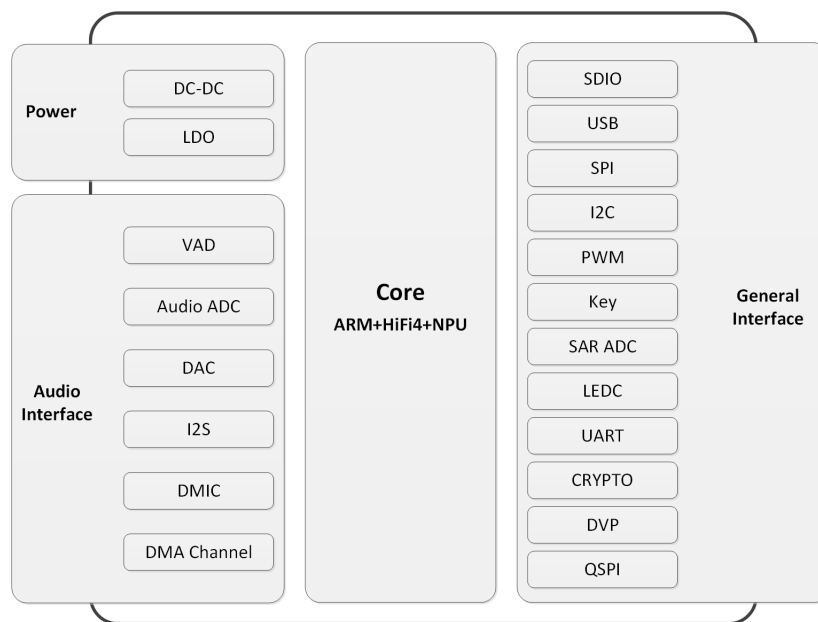 Power
DC-DC
LDO
Audio
Interface
VAD
Audio ADC
DAC
I2S
DMIC
DMA Channel
Core
ARM+HiFi4+NPU
SDIO
USB
SPI
I2C
PWM
Key
SAR ADC
LEDC
UART
CRYPTO
DVP
QSPI
General
Interface